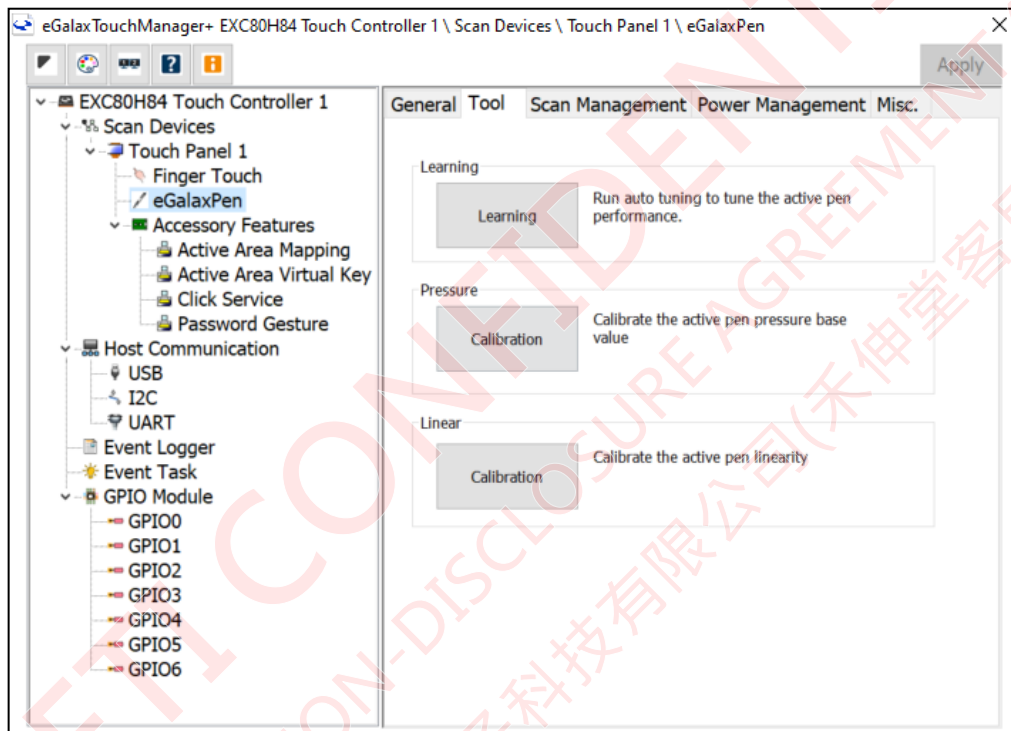 eGalaxTouchManager+ EXC80H84 Touch Controller 1 \ Scan Devices \ Touch Panel 1 \ eGalaxPen
Apply
EXC80H84 Touch Controller 1
Scan Devices
Touch Panel 1
Finger Touch
eGalaxPen
Accessory Features
Active Area Mapping
Active Area Virtual Key
Click Service
Password Gesture
Host Communication
USB
I2C
UART
Event Logger
Event Task
GPIO Module
GPIO0
GPIO1
GPIO2
GPIO3
GPIO4
GPIO5
GPIO6
General Tool Scan Management Power Management Misc.
Learning
Learning
Run auto tuning to tune the active pen
performance.
Pressure
Calibration
Calibrate the active pen pressure base
value
Linear
Calibration
Calibrate the active pen linearity
ETI CONFIDENT
ON-DISCLOSURE AGREEMENT
科技有限公司(禾伸堂客